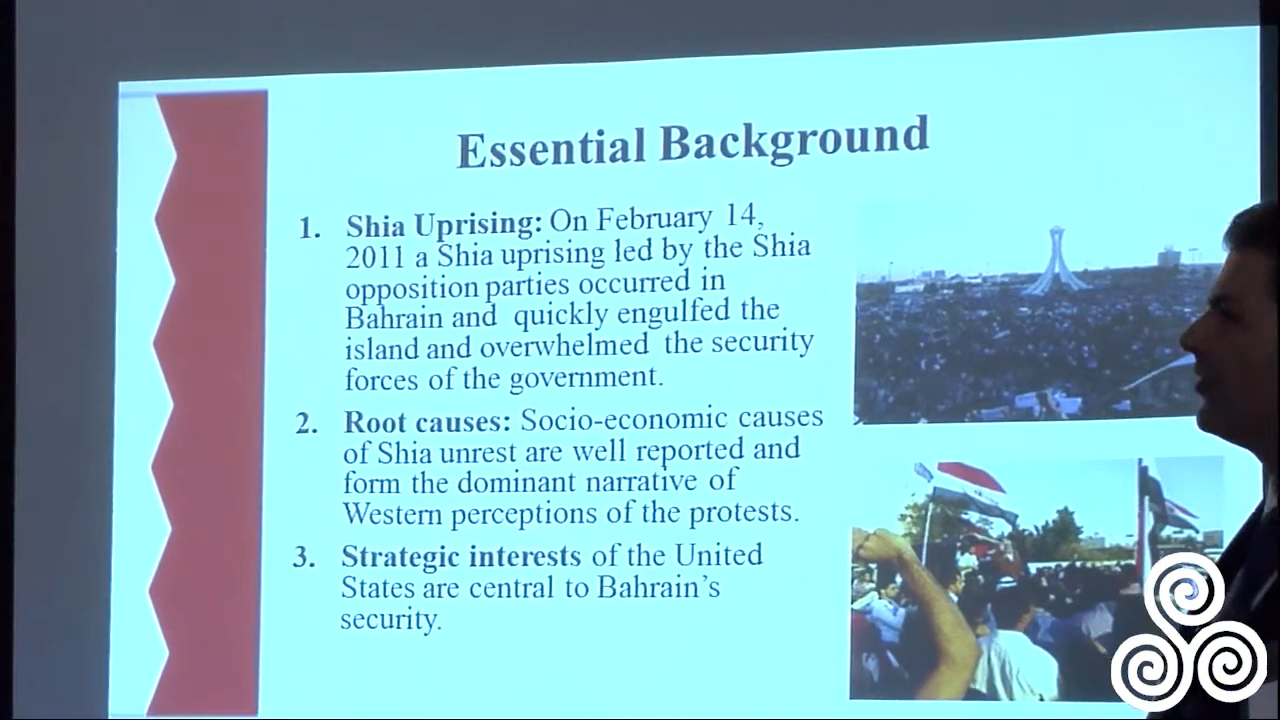 Essential Background
1. Shia Uprising: On February 14,
2011 a Shia uprising led by the Shia
opposition parties occurred in
Bahrain and quickly engulfed the
island and overwhelmed the security
forces of the government.
2. Root causes: Socio-economic causes
of Shia unrest are well reported and
form the dominant narrative of
Western perceptions of the protests.
3. Strategic interests of the United
States are central to Bahrain's
security.